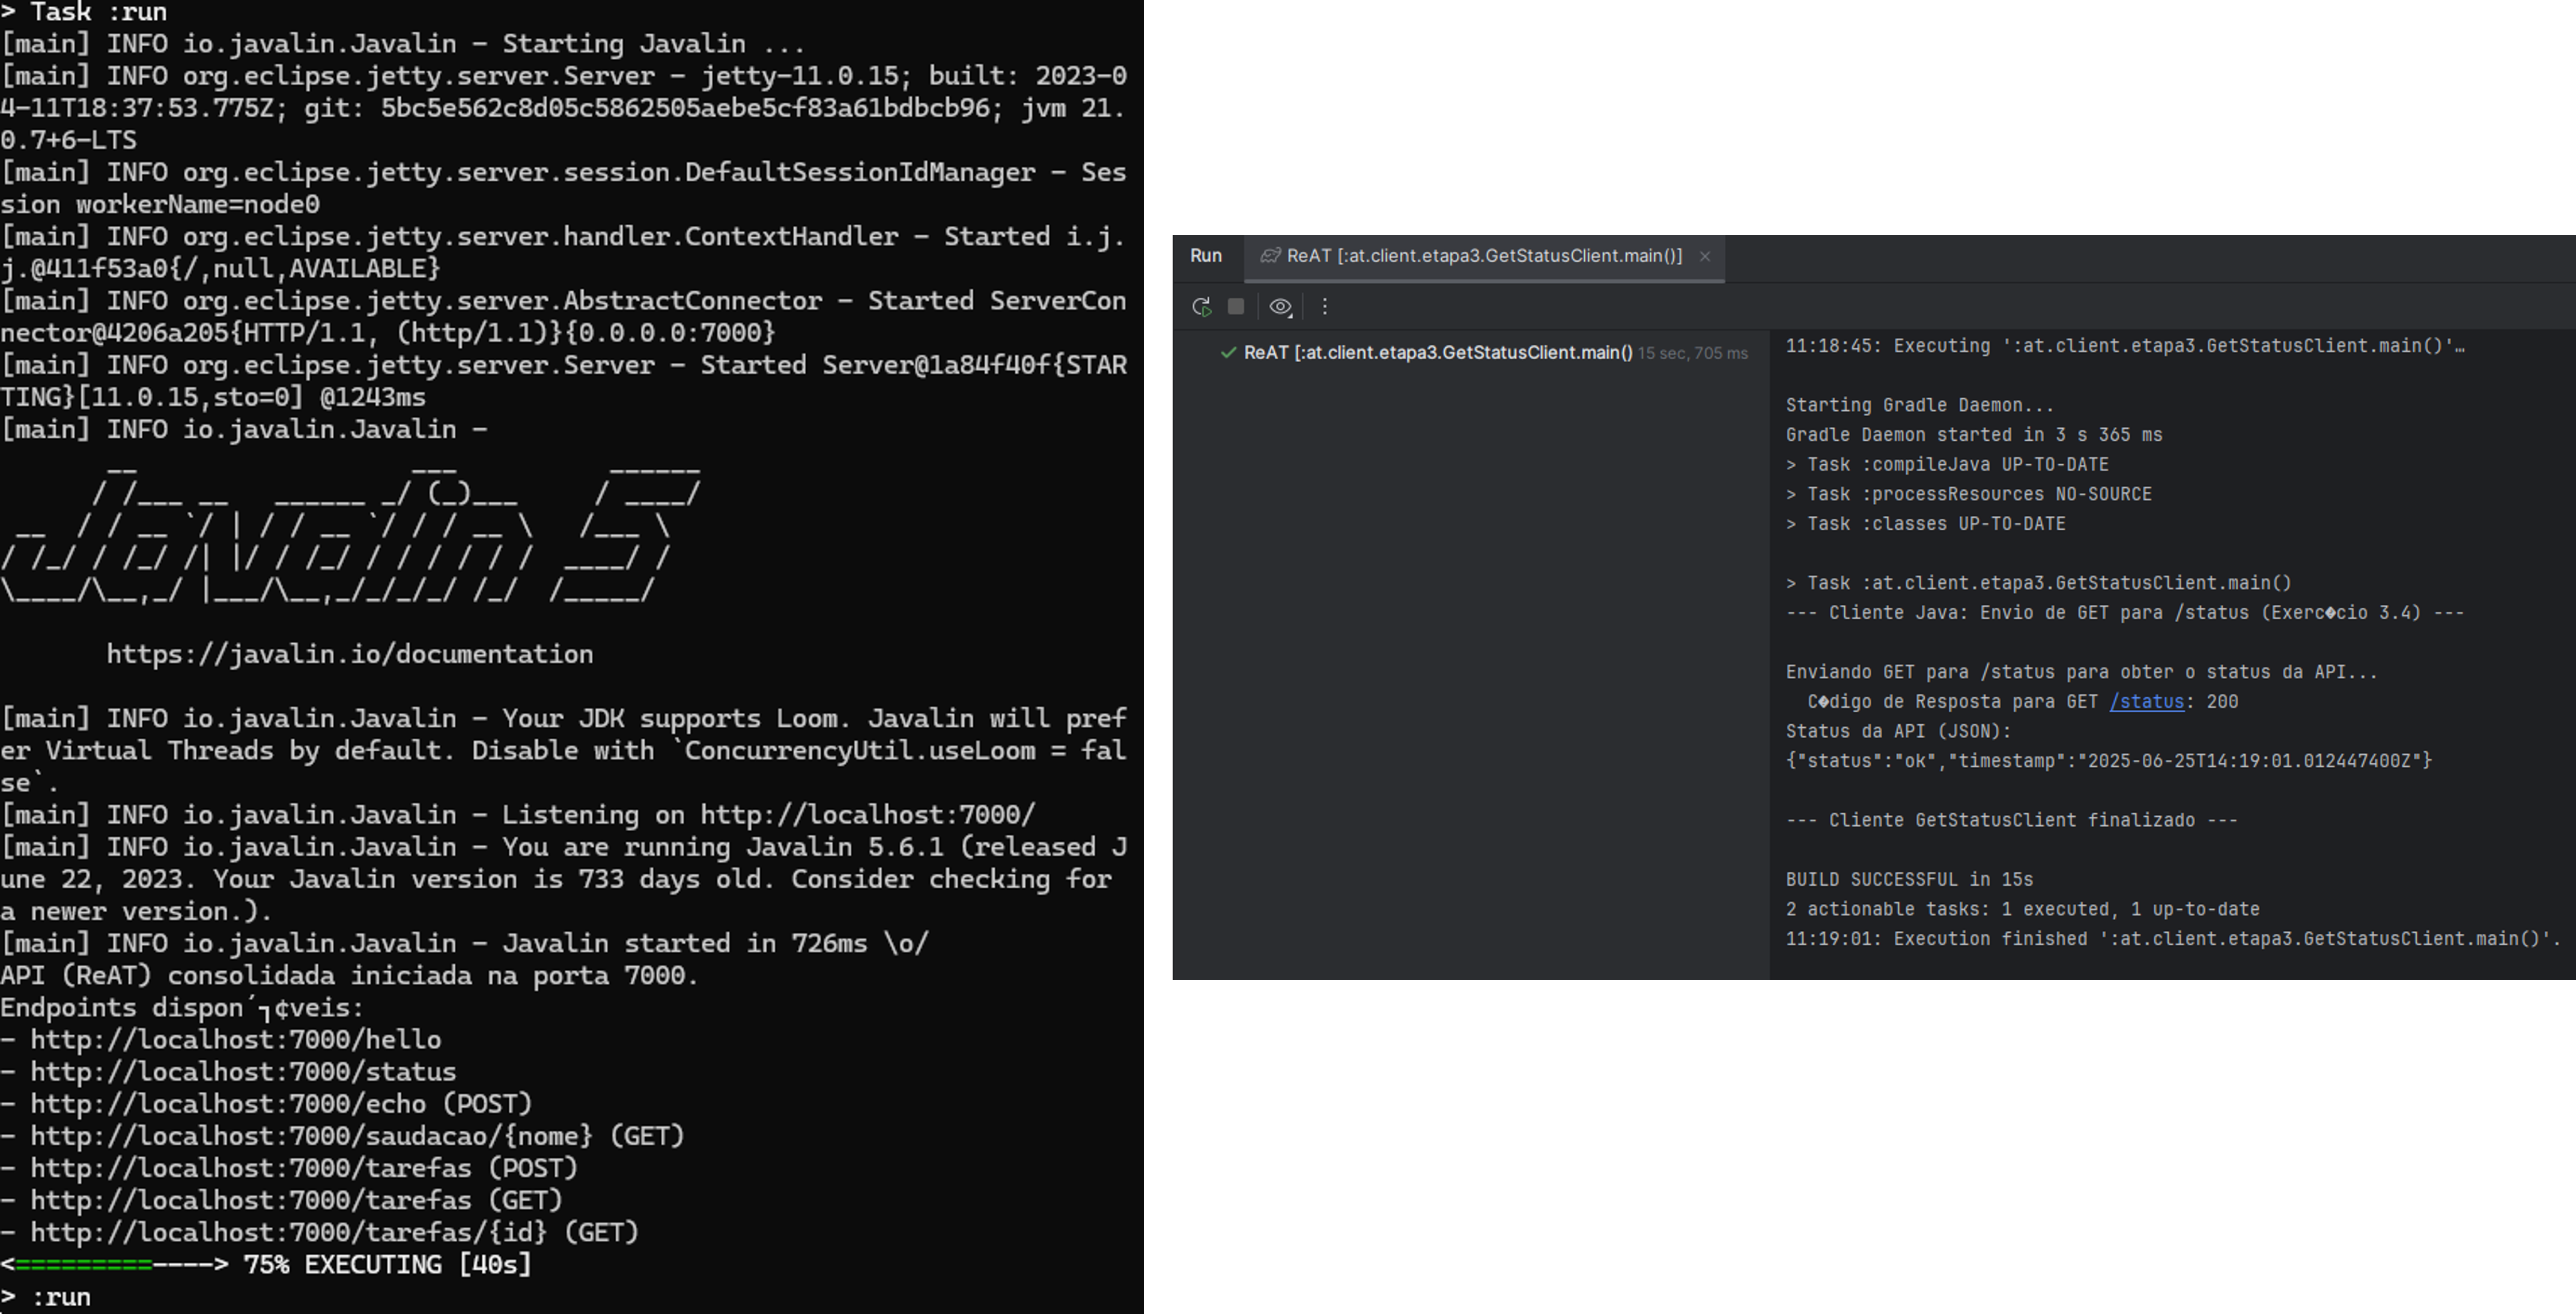 > Task :run
[main] INFO io.javalin.Javalin - Starting Javalin ...
[main] INFO org.eclipse.jetty.server.Server - jetty-11.0.15; built: 2023-0
4-11T18:37:53.775Z; git: 5bc5e562c8d05c5862505aebe5cf83a61bdbcb96; jvm 21.
0.7+6-LTS
[main] INFO org.eclipse.jetty.server.session.DefaultSessionIdManager - Ses
sion workerName=node0
[main] INFO org.eclipse.jetty.server.handler.ContextHandler - Started i.j.
j.@411f53a0{/,null,AVAILABLE}
[main] INFO org.eclipse.jetty.server.AbstractConnector - Started ServerCon
nector@4206a205{HTTP/1.1, (http/1.1)}{0.0.0.0:7000}
[main] INFO org.eclipse.jetty.server.Server - Started Server@1a84f40f{STAR
TING}[11.0.15,sto=0] @1243ms
[main] INFO io.javalin.Javalin -
Javalin 5
https://javalin.io/documentation
[main] INFO io.javalin.Javalin - Your JDK supports Loom. Javalin will pref
er Virtual Threads by default. Disable with `ConcurrencyUtil.useLoom = fal
se`.
[main] INFO io.javalin.Javalin - Listening on http://localhost:7000/
[main] INFO io.javalin.Javalin - You are running Javalin 5.6.1 (released J
une 22, 2023. Your Javalin version is 733 days old. Consider checking for
a newer version.).
[main] INFO io.javalin.Javalin - Javalin started in 726ms \o/
API (ReAT) consolidada iniciada na porta 7000.
Endpoints dispon´┐¢veis:
- http://localhost:7000/hello
- http://localhost:7000/status
- http://localhost:7000/echo (POST)
- http://localhost:7000/saudacao/{nome} (GET)
- http://localhost:7000/tarefas (POST)
- http://localhost:7000/tarefas (GET)
- http://localhost:7000/tarefas/{id} (GET)
<=========----> 75% EXECUTING [40s]
> :run
Run ReAT [:at.client.etapa3.GetStatusClient.main()] ×
ReAT [:at.client.etapa3.GetStatusClient.main() 15 sec, 705 ms
11:18:45: Executing ':at.client.etapa3.GetStatusClient.main()'…
Starting Gradle Daemon...
Gradle Daemon started in 3 s 365 ms
> Task :compileJava UP-TO-DATE
> Task :processResources NO-SOURCE
> Task :classes UP-TO-DATE
> Task :at.client.etapa3.GetStatusClient.main()
--- Cliente Java: Envio de GET para /status (Exerc�cio 3.4) ---
Enviando GET para /status para obter o status da API...
C�digo de Resposta para GET /status: 200
Status da API (JSON):
{"status":"ok","timestamp":"2025-06-25T14:19:01.012447400Z"}
--- Cliente GetStatusClient finalizado ---
BUILD SUCCESSFUL in 15s
2 actionable tasks: 1 executed, 1 up-to-date
11:19:01: Execution finished ':at.client.etapa3.GetStatusClient.main()'.